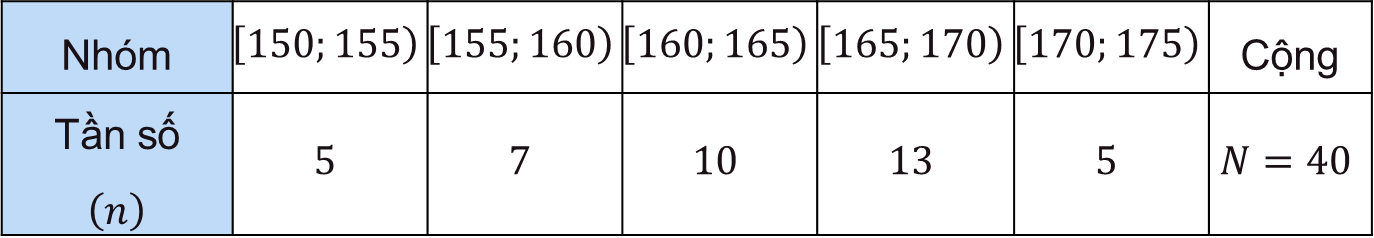 Nhóm [150; 155) [155; 160) [160; 165) [165; 170) [170; 175) Cộng
Tần số (n) 5 7 10 13 5 N = 40